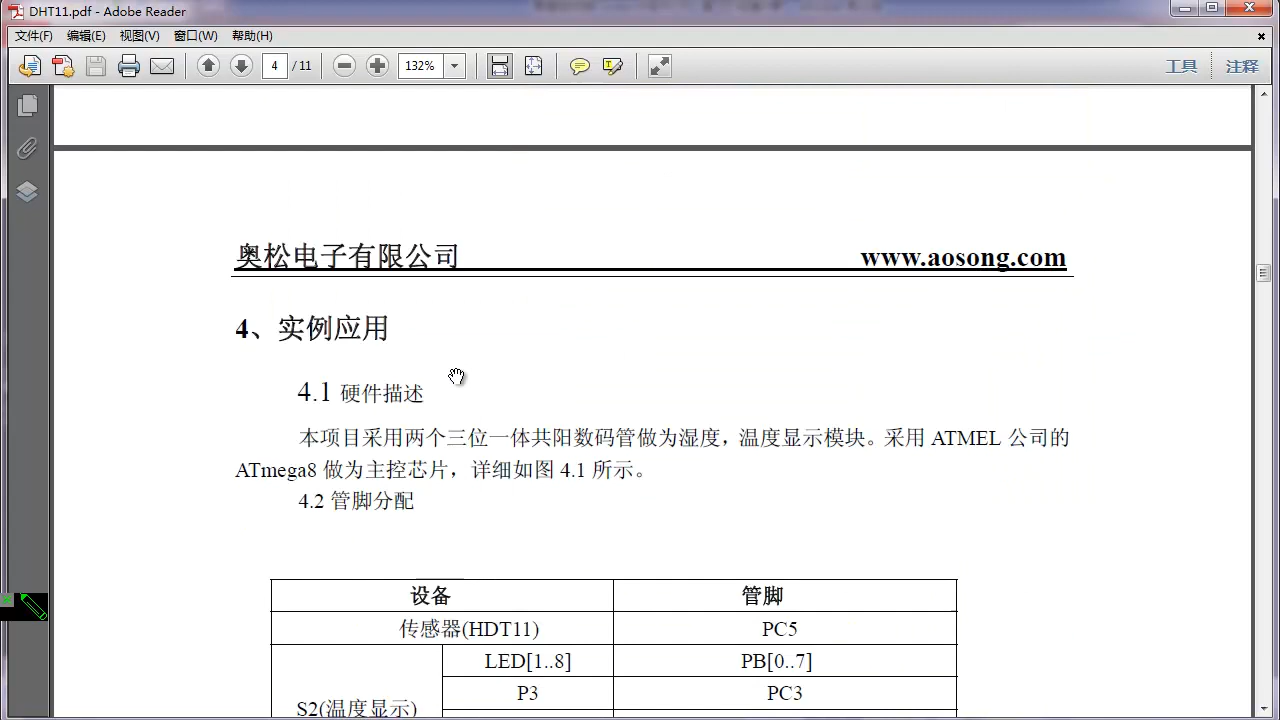 DHT11.pdf - Adobe Reader
文件(F) 编辑(E) 视图(V) 窗口(W) 帮助(H)
4 / 11 132% 工具 注释
奥松电子有限公司 www.aosong.com
4、实例应用
4.1 硬件描述
本项目采用两个三位一体共阳数码管做为湿度，温度显示模块。采用 ATMEL 公司的
ATmega8 做为主控芯片，详细如图 4.1 所示。
4.2 管脚分配
设备 管脚
传感器(HDT11) PC5
LED[1..8] PB[0..7]
P3 PC3
S2(温度显示)